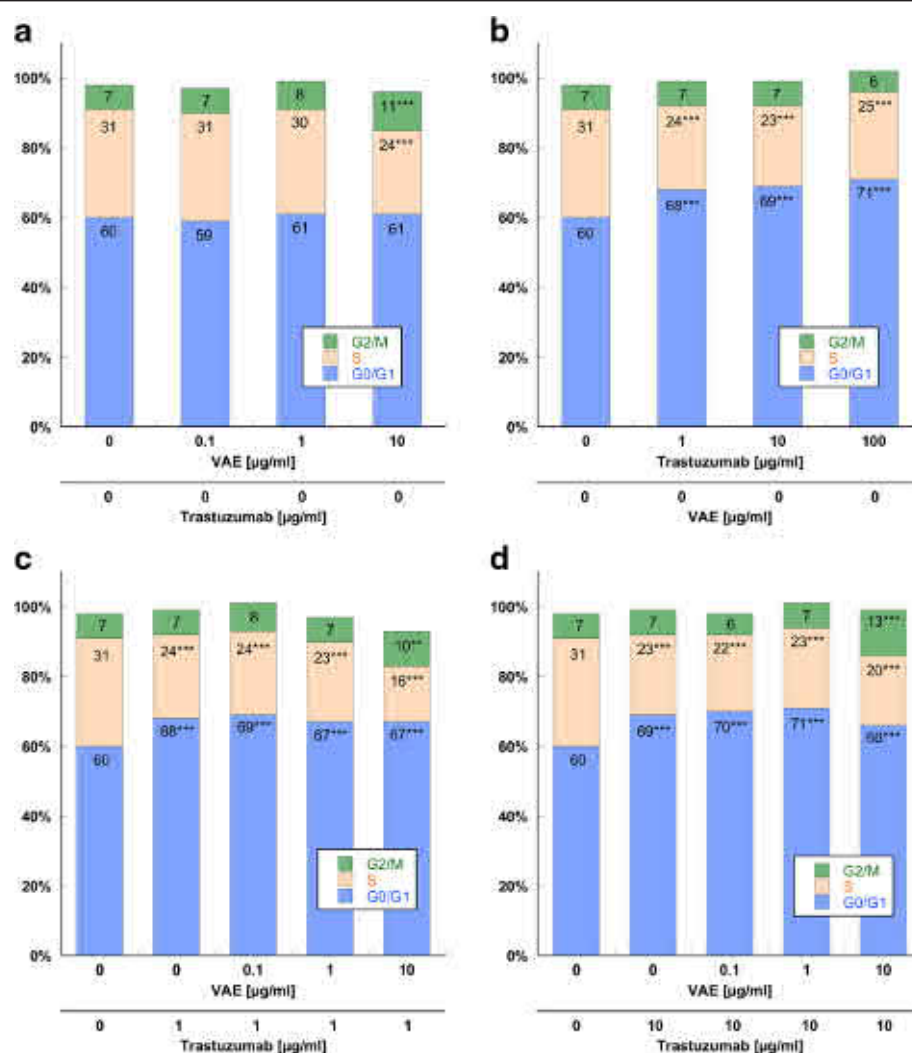 a
100%
80%
60%
40%
20%
0%
7 7 8 11***
31 31 30 24***
60 59 61 61
G2/M
S
G0/G1
0 0.1 1 10
VAE [µg/ml]
0 0 0 0
Trastuzumab [µg/ml]
b
100%
80%
60%
40%
20%
0%
7 7 7 6
31 24*** 23*** 25***
60 68*** 69*** 71***
G2/M
S
G0/G1
0 1 10 100
Trastuzumab [µg/ml]
0 0 0 0
VAE [µg/ml]
c
100%
80%
60%
40%
20%
0%
7 7 8 7 10**
31 24*** 24*** 23*** 16***
60 68*** 69*** 67*** 67***
G2/M
S
G0/G1
0 0 0.1 1 10
VAE [µg/ml]
0 1 1 1 1
Trastuzumab [µg/ml]
d
100%
80%
60%
40%
20%
0%
7 7 6 7 13***
31 23*** 22*** 23*** 20***
60 69*** 70*** 71*** 66***
G2/M
S
G0/G1
0 0 0.1 1 10
VAE [µg/ml]
0 10 10 10 10
Trastuzumab [µg/ml]